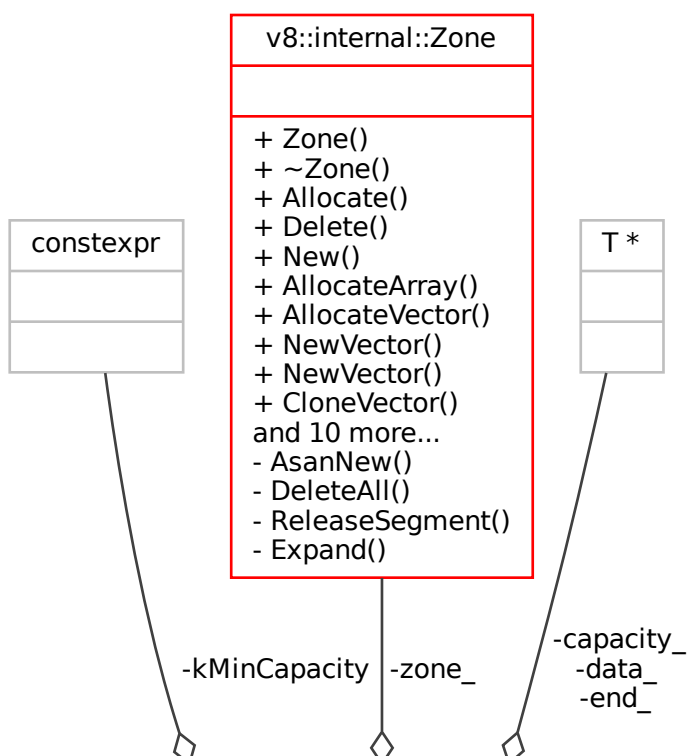 v8::internal::Zone
+ Zone()
+ ~Zone()
+ Allocate()
+ Delete()
+ New()
+ AllocateArray()
+ AllocateVector()
+ NewVector()
+ NewVector()
+ CloneVector()
and 10 more...
- AsanNew()
- DeleteAll()
- ReleaseSegment()
- Expand()
constexpr
T *
-kMinCapacity
-zone_
-capacity_
-data_
-end_